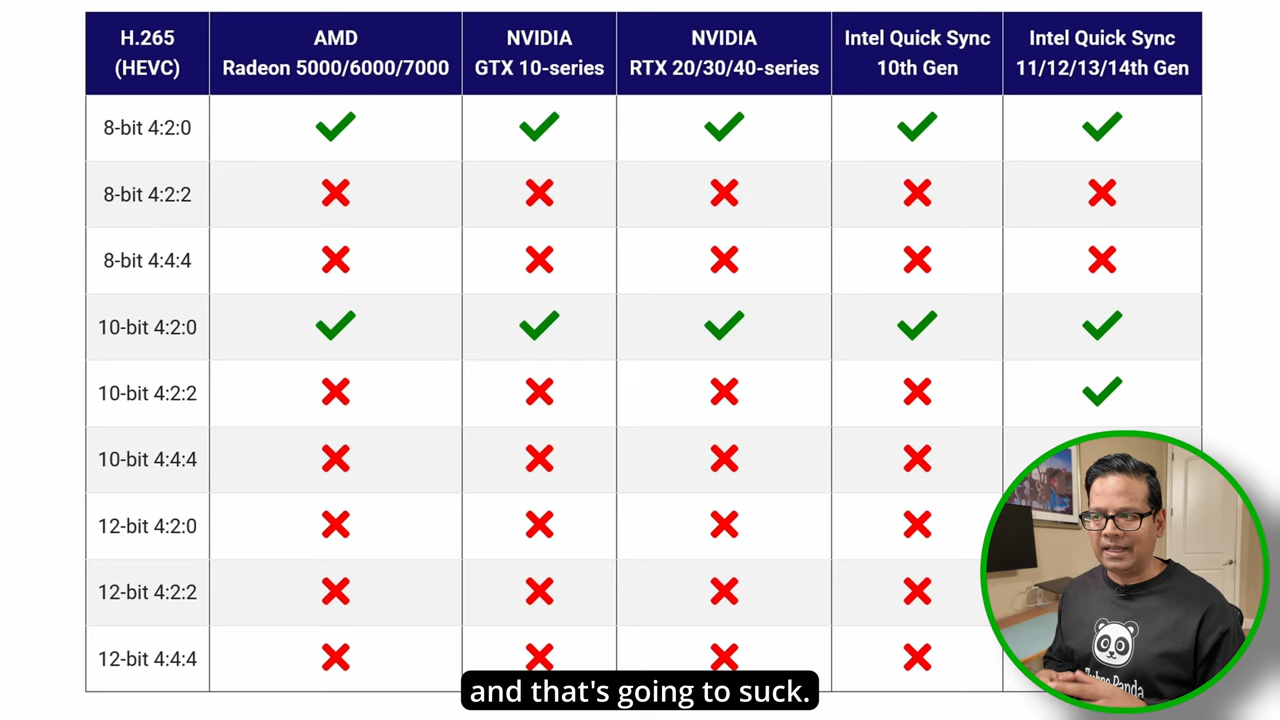 H.265 (HEVC)
AMD Radeon 5000/6000/7000
NVIDIA GTX 10-series
NVIDIA RTX 20/30/40-series
Intel Quick Sync 10th Gen
Intel Quick Sync 11/12/13/14th Gen
8-bit 4:2:0
8-bit 4:2:2
8-bit 4:4:4
10-bit 4:2:0
10-bit 4:2:2
10-bit 4:4:4
12-bit 4:2:0
12-bit 4:2:2
12-bit 4:4:4
Panda
and that's going to suck.